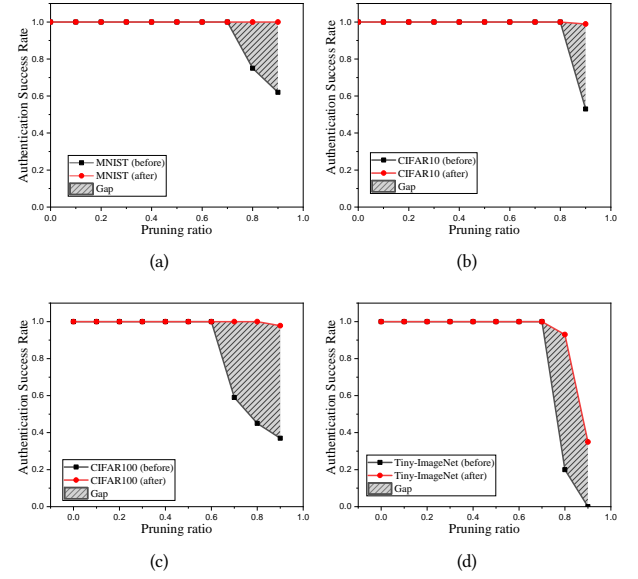 Authentication Success Rate
1.0
0.8
0.6
0.4
0.2
0.0
MNIST (before)
MNIST (after)
Gap
0.0 0.2 0.4 0.6 0.8 1.0
Pruning ratio
(a)
Authentication Success Rate
1.0
0.8
0.6
0.4
0.2
0.0
CIFAR10 (before)
CIFAR10 (after)
Gap
0.0 0.2 0.4 0.6 0.8 1.0
Pruning ratio
(b)
Authentication Success Rate
1.0
0.8
0.6
0.4
0.2
0.0
CIFAR100 (before)
CIFAR100 (after)
Gap
0.0 0.2 0.4 0.6 0.8 1.0
Pruning ratio
(c)
Authentication Success Rate
1.0
0.8
0.6
0.4
0.2
0.0
Tiny-ImageNet (before)
Tiny-ImageNet (after)
Gap
0.0 0.2 0.4 0.6 0.8 1.0
Pruning ratio
(d)